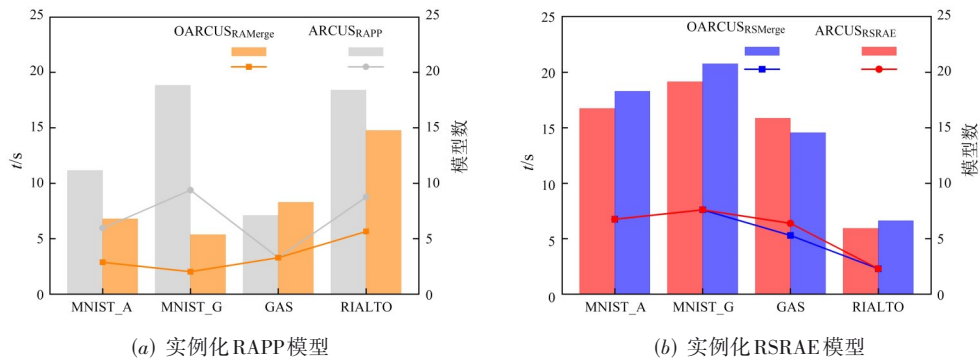 25
20
15
10
5
0
t/s
OARCUS_RAMerge ARCUS_RAPP
25
20
15
10
5
0
模型数
MNIST_A MNIST_G GAS RIALTO
(a) 实例化RAPP模型
25
20
15
10
5
0
t/s
OARCUS_RSMerge ARCUS_RSRAE
25
20
15
10
5
0
模型数
MNIST_A MNIST_G GAS RIALTO
(b) 实例化RSRAE模型